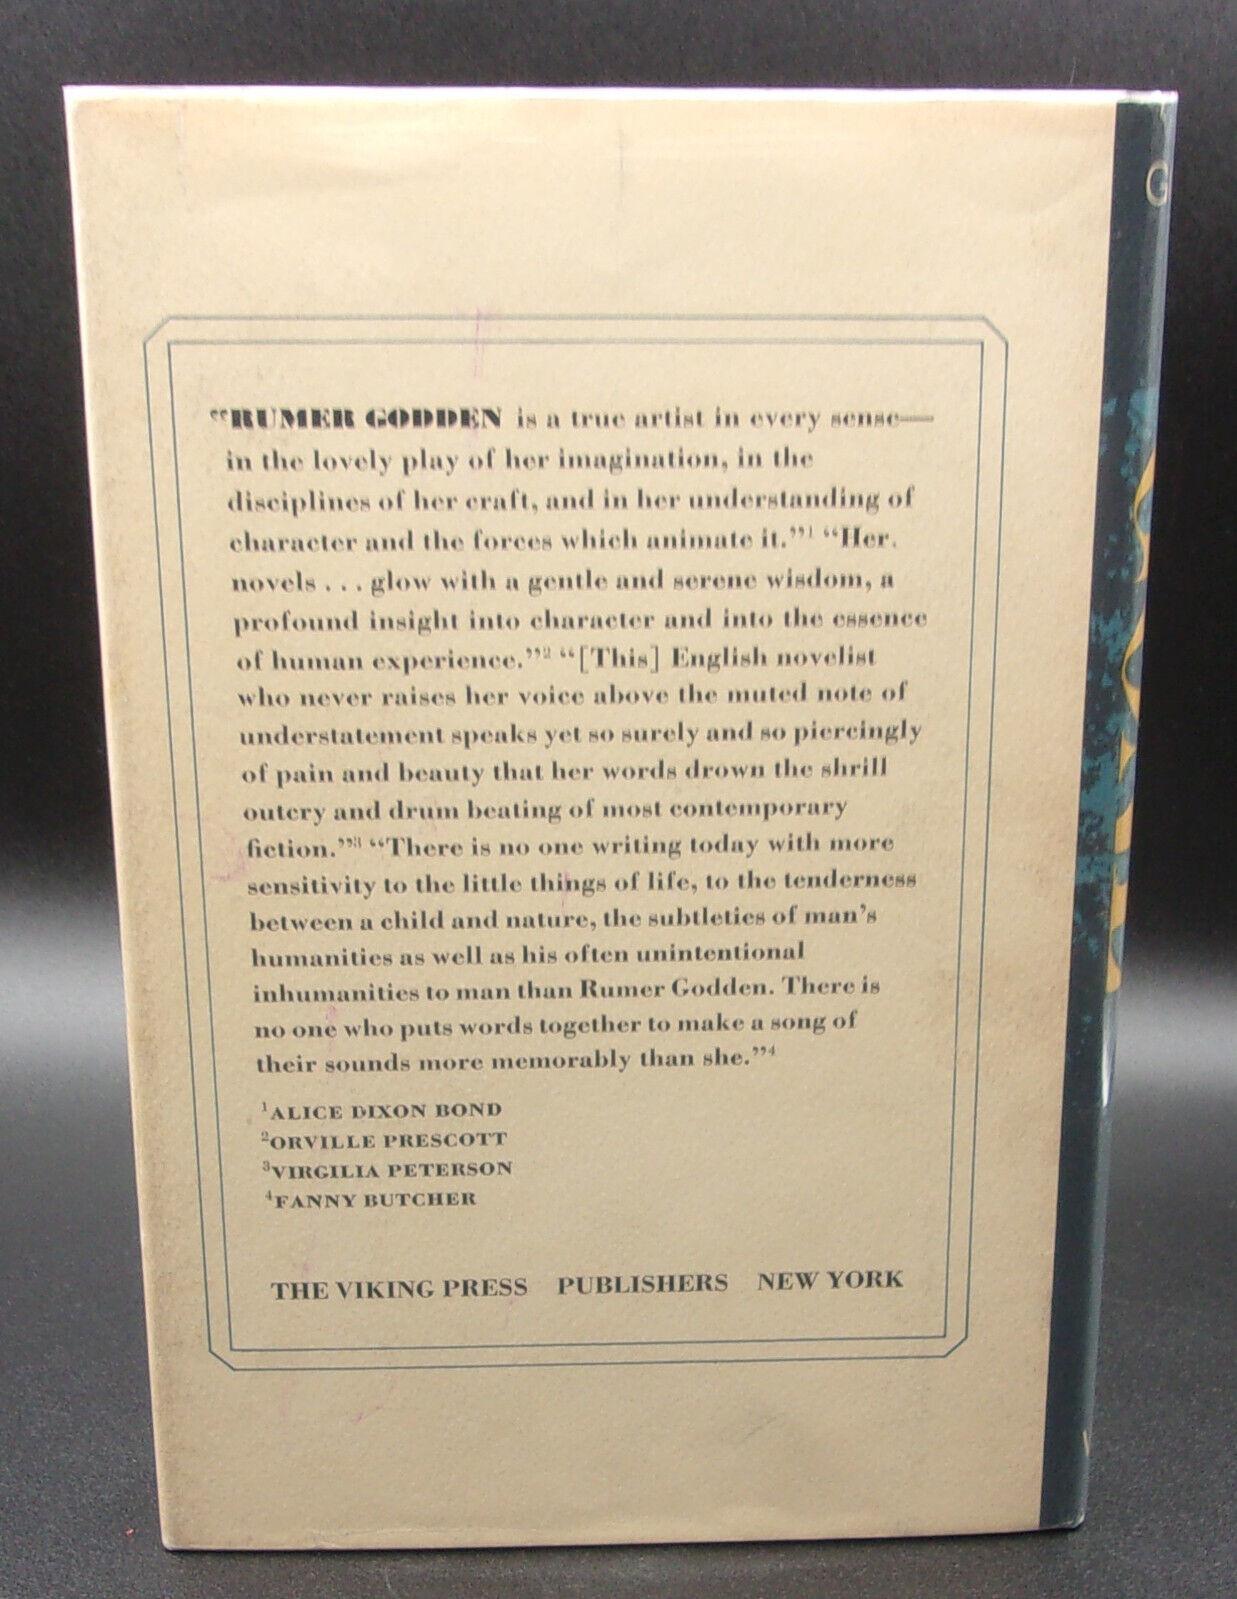 “RUMER GODDEN is a true artist in every sense—
in the lovely play of her imagination, in the
disciplines of her craft, and in her understanding of
character and the forces which animate it.”¹ “Her
novels . . . glow with a gentle and serene wisdom, a
profound insight into character and into the essence
of human experience.”² “[This] English novelist
who never raises her voice above the muted note of
understatement speaks yet so surely and so piercingly
of pain and beauty that her words drown the shrill
outcry and drum beating of most contemporary
fiction.”³ “There is no one writing today with more
sensitivity to the little things of life, to the tenderness
between a child and nature, the subtleties of man’s
humanities as well as his often unintentional
inhumanities to man than Rumer Godden. There is
no one who puts words together to make a song of
their sounds more memorably than she.”⁴
¹ALICE DIXON BOND
²ORVILLE PRESCOTT
³VIRGILIA PETERSON
⁴FANNY BUTCHER
THE VIKING PRESS PUBLISHERS NEW YORK
G